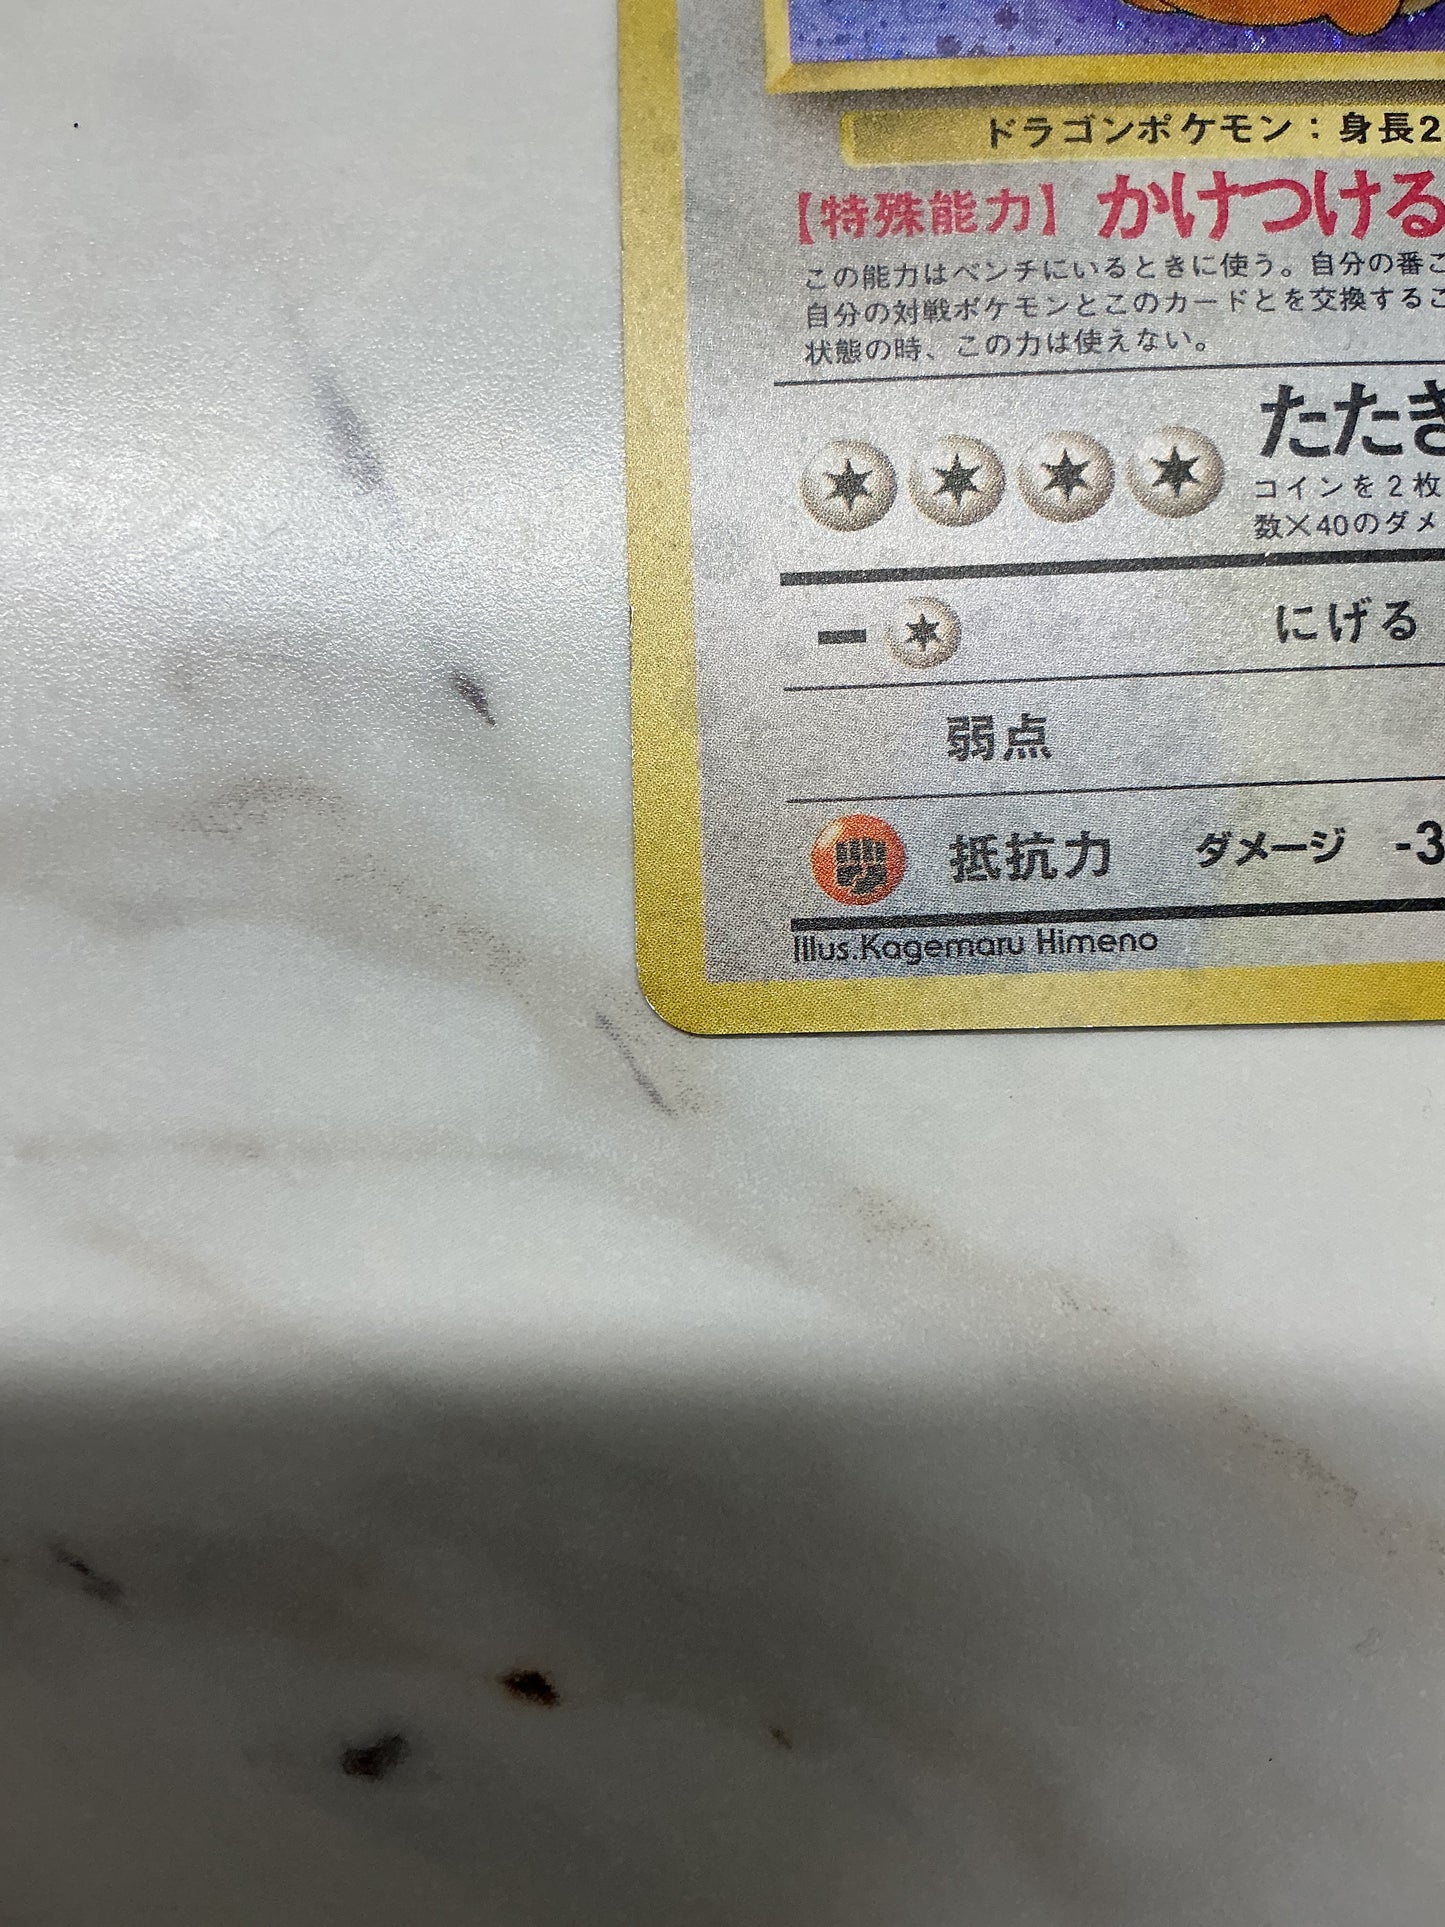 ドラゴンポケモン：身長2
【特殊能力】かけつける
この能力はベンチにいるときに使う。自分の番こ
自分の対戦ポケモンとこのカードとを交換するこ
状態の時、この力は使えない。
たたき
コインを2枚
数×40のダメ
にげる
弱点
抵抗力 ダメージ -3
Illus.Kagemaru Himeno